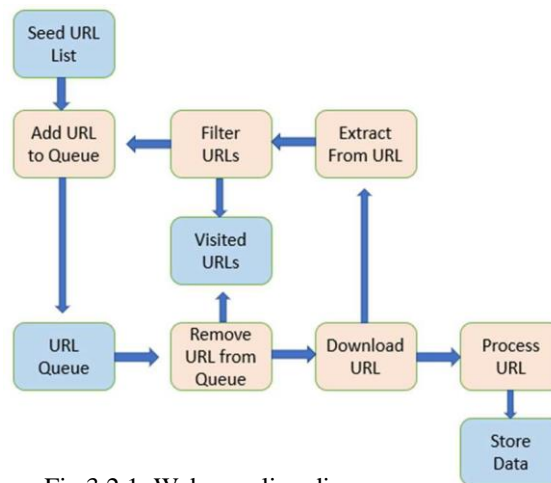 Seed URL
List
Add URL
to Queue
Filter
URLs
Extract
From URL
Visited
URLs
URL
Queue
Remove
URL from
Queue
Download
URL
Process
URL
Store
Data